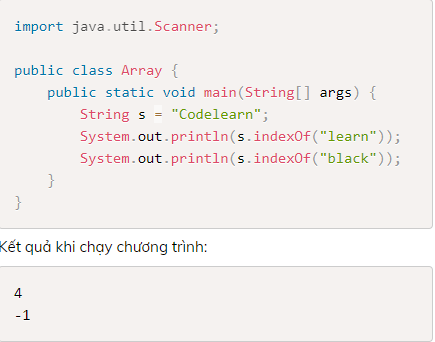 import java.util.Scanner;
public class Array {
public static void main(String[] args) {
String s = "Codelearn";
System.out.println(s.indexOf("learn"));
System.out.println(s.indexOf("black"));
}
}
Kết quả khi chạy chương trình:
4
-1